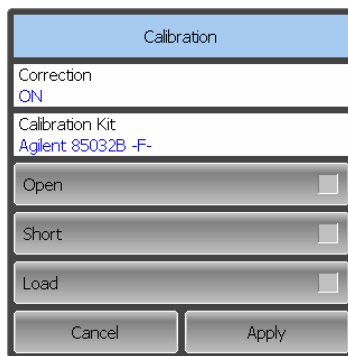 Calibration
Correction
ON
Calibration Kit
Agilent 85032B -F-
Open
Short
Load
Cancel
Apply